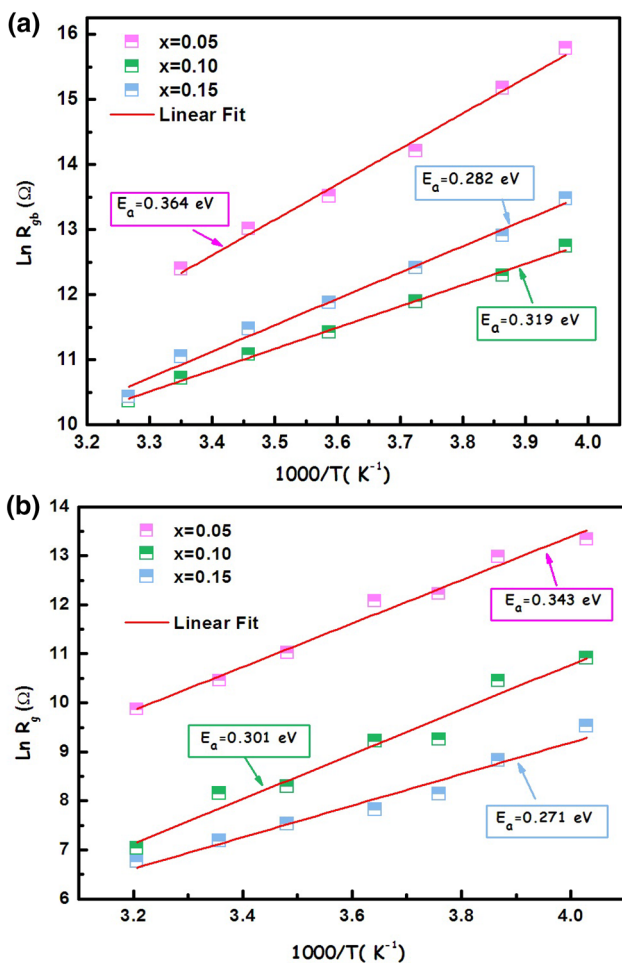 (a)
x=0.05
x=0.10
x=0.15
Linear Fit
Ea=0.364 eV
Ea=0.282 eV
Ea=0.319 eV
Ln Rgb (Ω)
16
15
14
13
12
11
10
3.2 3.3 3.4 3.5 3.6 3.7 3.8 3.9 4.0
1000/T( K-1)
(b)
x=0.05
x=0.10
x=0.15
Linear Fit
Ea=0.343 eV
Ea=0.301 eV
Ea=0.271 eV
Ln Rg (Ω)
14
13
12
11
10
9
8
7
6
3.2 3.4 3.6 3.8 4.0
1000/T( K-1)